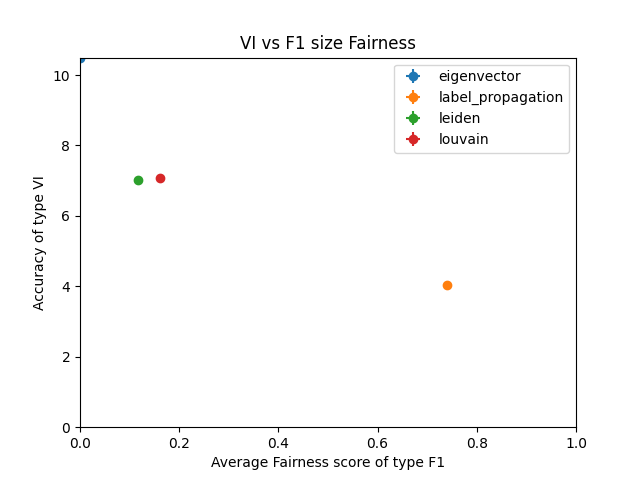 VI vs F1 size Fairness
10
8
6
4
2
0
Accuracy of type VI
eigenvector
label_propagation
leiden
louvain
0.0 0.2 0.4 0.6 0.8 1.0
Average Fairness score of type F1